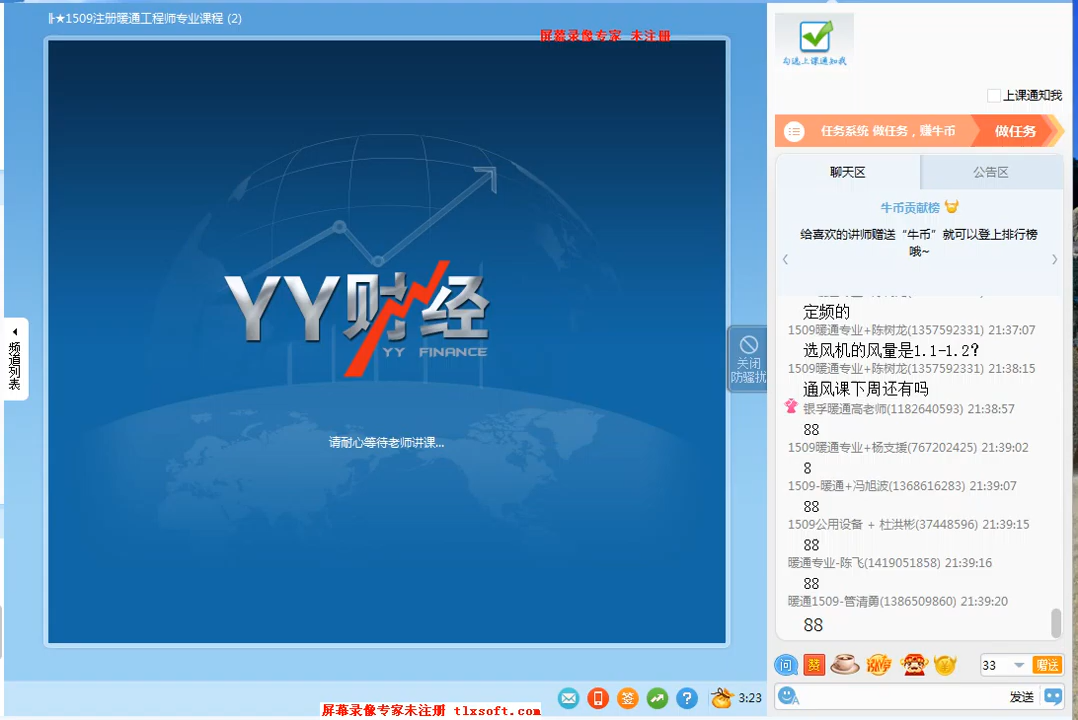 ╟★1509注册暖通工程师专业课程 (2)
屏幕录像专家 未注册
勾选上课通知我
上课通知我
任务系统 做任务，赚牛币
做任务
聊天区
公告区
牛币贡献榜
给喜欢的讲师赠送“牛币”就可以登上排行榜
哦~
定频的
1509暖通专业+陈树龙(1357592331) 21:37:07
选风机的风量是1.1-1.2?
1509暖通专业+陈树龙(1357592331) 21:38:15
通风课下周还有吗
银孚暖通高老师(1182640593) 21:38:57
88
1509暖通专业+杨支援(767202425) 21:39:02
8
1509-暖通+冯旭波(1368616283) 21:39:07
88
1509公用设备 + 杜洪彬(37448596) 21:39:15
88
暖通专业-陈飞(1419051858) 21:39:16
88
暖通1509-管清勇(1386509860) 21:39:20
88
YY财经
YY FINANCE
请耐心等待老师讲课...
频道列表
关闭
防骚扰
问
赞
33
赠送
签
?
3:23
发送
屏幕录像专家未注册 tlxsoft.com